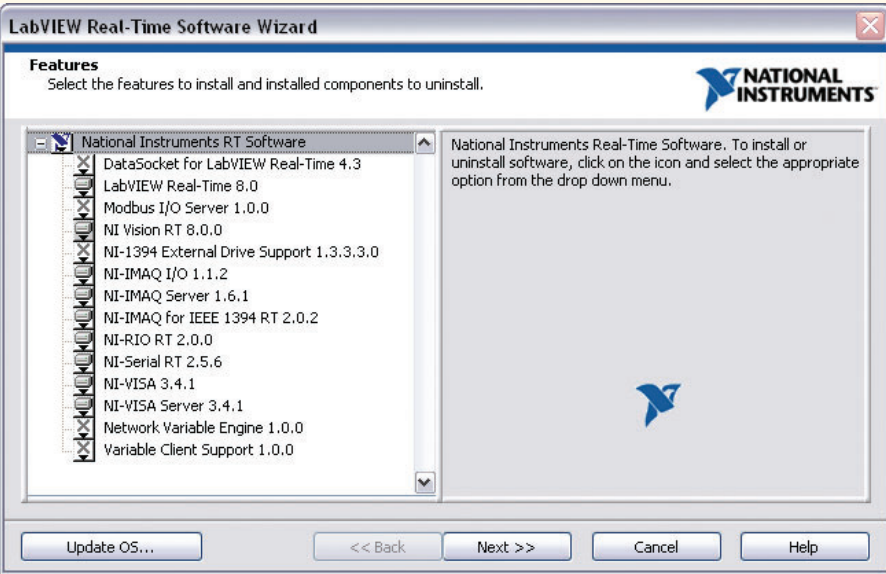 LabVIEW Real-Time Software Wizard
Features
Select the features to install and installed components to uninstall.
NATIONAL
INSTRUMENTS
National Instruments RT Software
DataSocket for LabVIEW Real-Time 4.3
LabVIEW Real-Time 8.0
Modbus I/O Server 1.0.0
NI Vision RT 8.0.0
NI-1394 External Drive Support 1.3.3.3.0
NI-IMAQ I/O 1.1.2
NI-IMAQ Server 1.6.1
NI-IMAQ for IEEE 1394 RT 2.0.2
NI-RIO RT 2.0.0
NI-Serial RT 2.5.6
NI-VISA 3.4.1
NI-VISA Server 3.4.1
Network Variable Engine 1.0.0
Variable Client Support 1.0.0
National Instruments Real-Time Software. To install or
uninstall software, click on the icon and select the appropriate
option from the drop down menu.
Update OS...
<< Back
Next >>
Cancel
Help